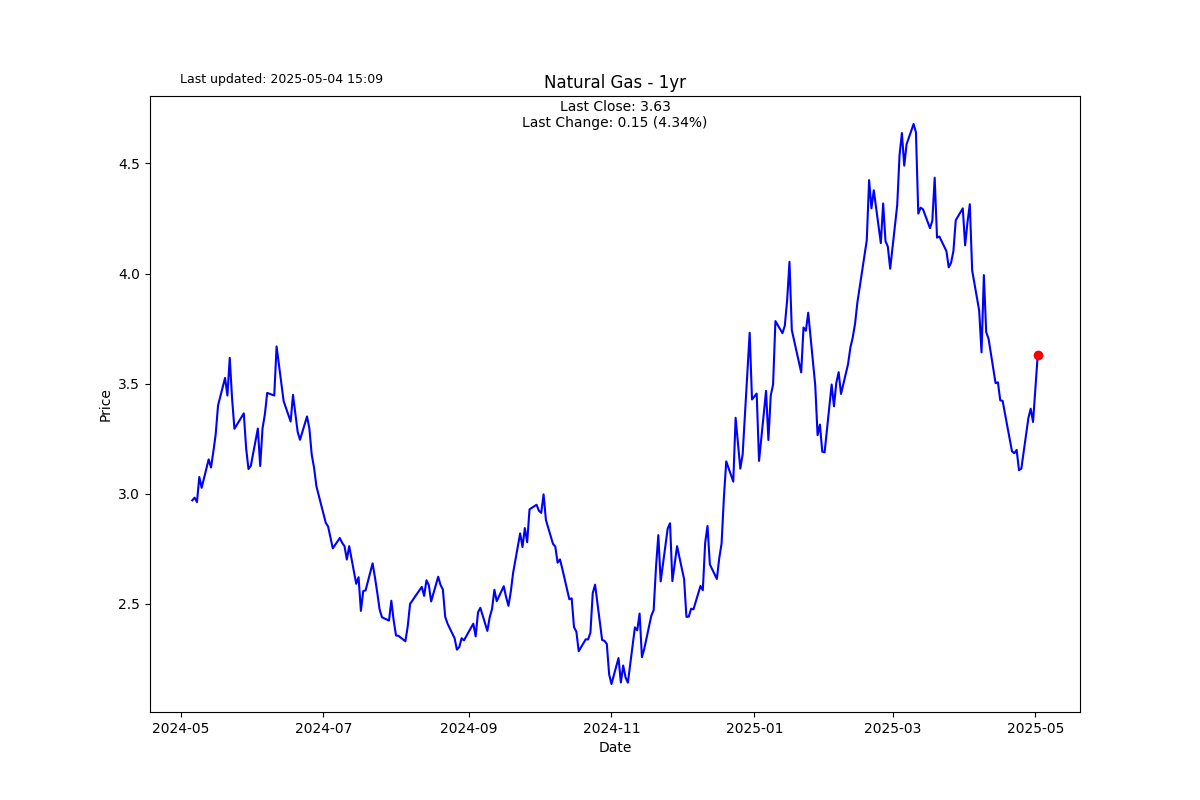 Last updated: 2025-05-04 15:09
Natural Gas - 1yr
Last Close: 3.63
Last Change: 0.15 (4.34%)
4.5
4.0
3.5
3.0
2.5
Price
2024-05
2024-07
2024-09
2024-11
2025-01
2025-03
2025-05
Date